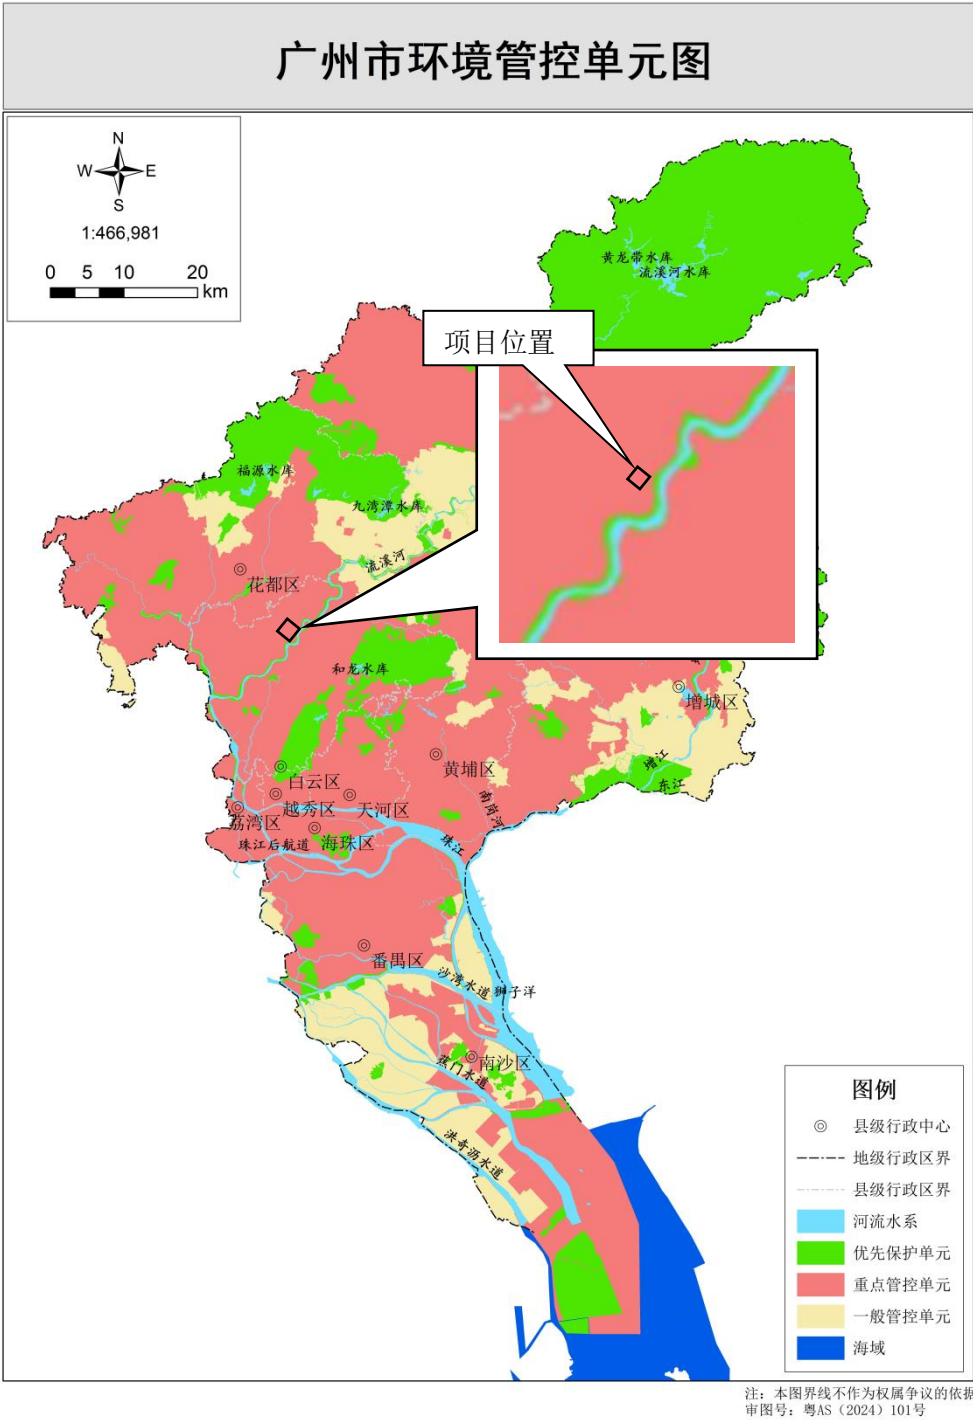 广州市环境管控单元图
N
W E
S
1:466,981
0 5 10 20
km
黄龙带水库
流溪河水库
项目位置
福源水库
九湾潭水库
流溪河
花都区
和龙水库
增城区
白云区
黄埔区
增江
东江
越秀区
天河区
南岗河
荔湾区
海珠区
珠江后航道
珠江
番禺区
沙湾水道
狮子洋
南沙区
蕉门水道
洪奇沥水道
图例
县级行政中心
地级行政区界
县级行政区界
河流水系
优先保护单元
重点管控单元
一般管控单元
海域
注：本图界线不作为权属争议的依据
审图号：粤AS（2024）101号